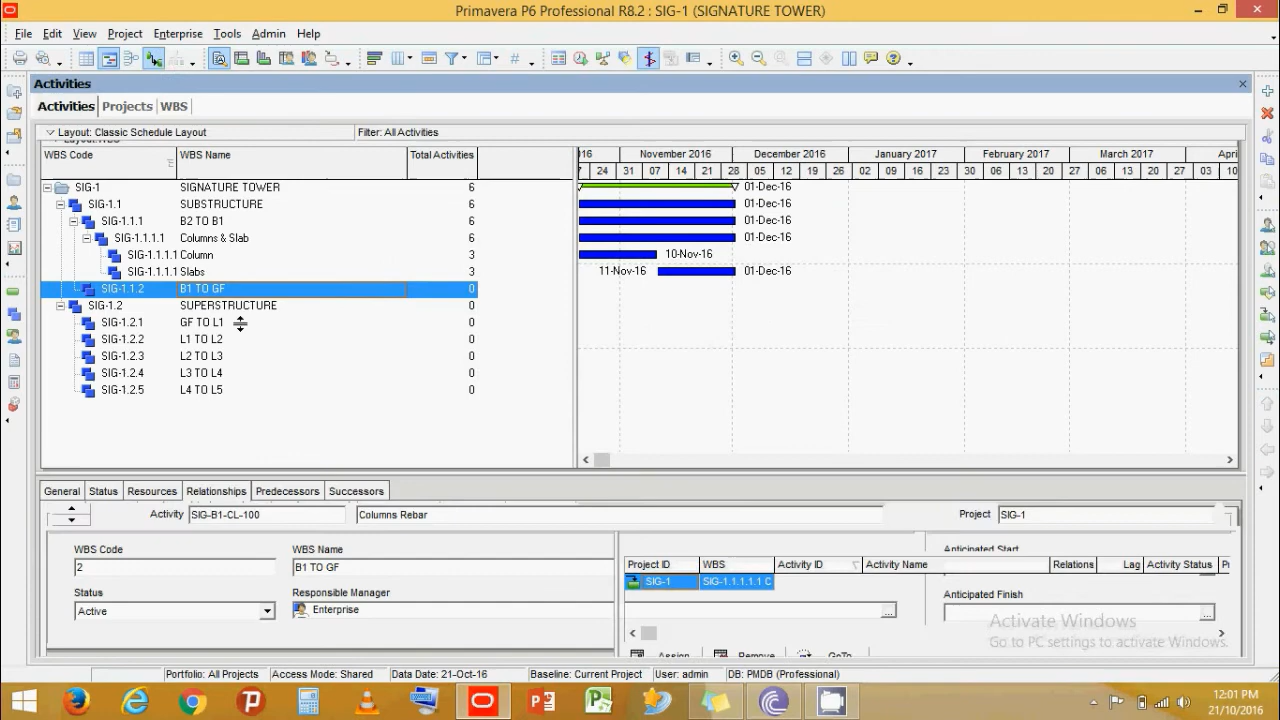 Primavera P6 Professional R8.2 : SIG-1 (SIGNATURE TOWER)
File Edit View Project Enterprise Tools Admin Help
Activities
Activities Projects WBS
Layout: Classic Schedule Layout Filter: All Activities
WBS Code WBS Name Total Activities
016 November 2016 December 2016 January 2017 February 2017 March 2017 Apri
24 31 07 14 21 28 05 12 19 26 02 09 16 23 30 06 13 20 27 06 13 20 27 03 10
SIG-1 SIGNATURE TOWER 6 01-Dec-16
SIG-1.1 SUBSTRUCTURE 6 01-Dec-16
SIG-1.1.1 B2 TO B1 6 01-Dec-16
SIG-1.1.1.1 Columns & Slab 6 01-Dec-16
SIG-1.1.1.1 Column 3 10-Nov-16
SIG-1.1.1.1 Slabs 3 11-Nov-16 01-Dec-16
SIG-1.1.2 B1 TO GF 0
SIG-1.2 SUPERSTRUCTURE 0
SIG-1.2.1 GF TO L1 0
SIG-1.2.2 L1 TO L2 0
SIG-1.2.3 L2 TO L3 0
SIG-1.2.4 L3 TO L4 0
SIG-1.2.5 L4 TO L5 0
General Status Resources Relationships Predecessors Successors
Activity SIG-B1-CL-100 Columns Rebar Project SIG-1
WBS Code WBS Name Anticipated Start
2 B1 TO GF
Project ID WBS Activity ID Activity Name Relations Lag Activity Status
SIG-1 SIG-1.1.1.1.1 C
Status Responsible Manager Anticipated Finish
Active Enterprise
Assign Remove GoTo
Activate Windows
Go to PC settings to activate Windows.
Portfolio: All Projects Access Mode: Shared Data Date: 21-Oct-16 Baseline: Current Project User: admin DB: PMDB (Professional)
12:01 PM
21/10/2016